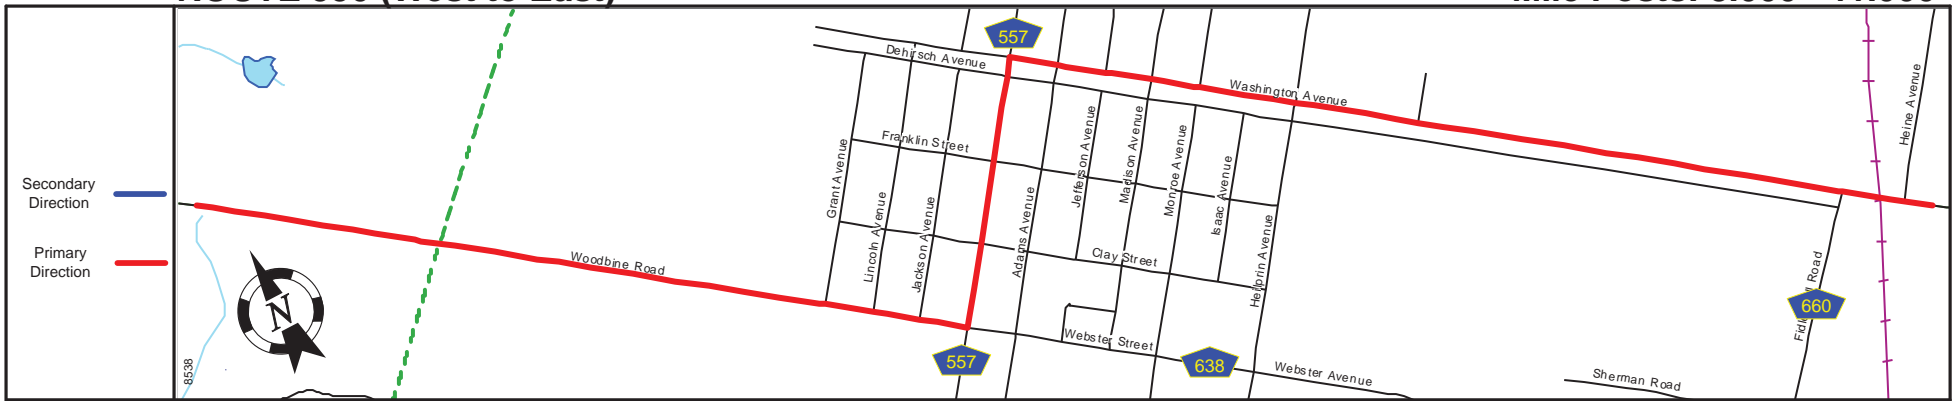 557
Dehirsch Avenue
Washington Avenue
Heine Avenue
Franklin Street
Grant Avenue
Jefferson Avenue
Madison Avenue
Monroe Avenue
Isaac Avenue
Secondary
Direction
Lincoln Avenue
Jackson Avenue
Adams Avenue
Heilprin Avenue
Primary
Direction
Woodbine Road
Clay Street
N
660
Road
Webster Street
557
638
Webster Avenue
Sherman Road
8538